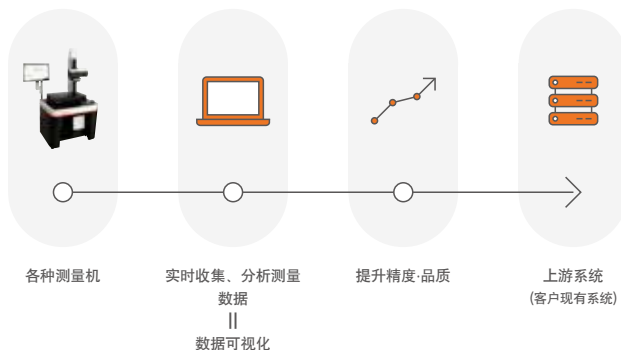 各种测量机
实时收集、分析测量
数据
||
数据可视化
提升精度·品质
上游系统
(客户现有系统)